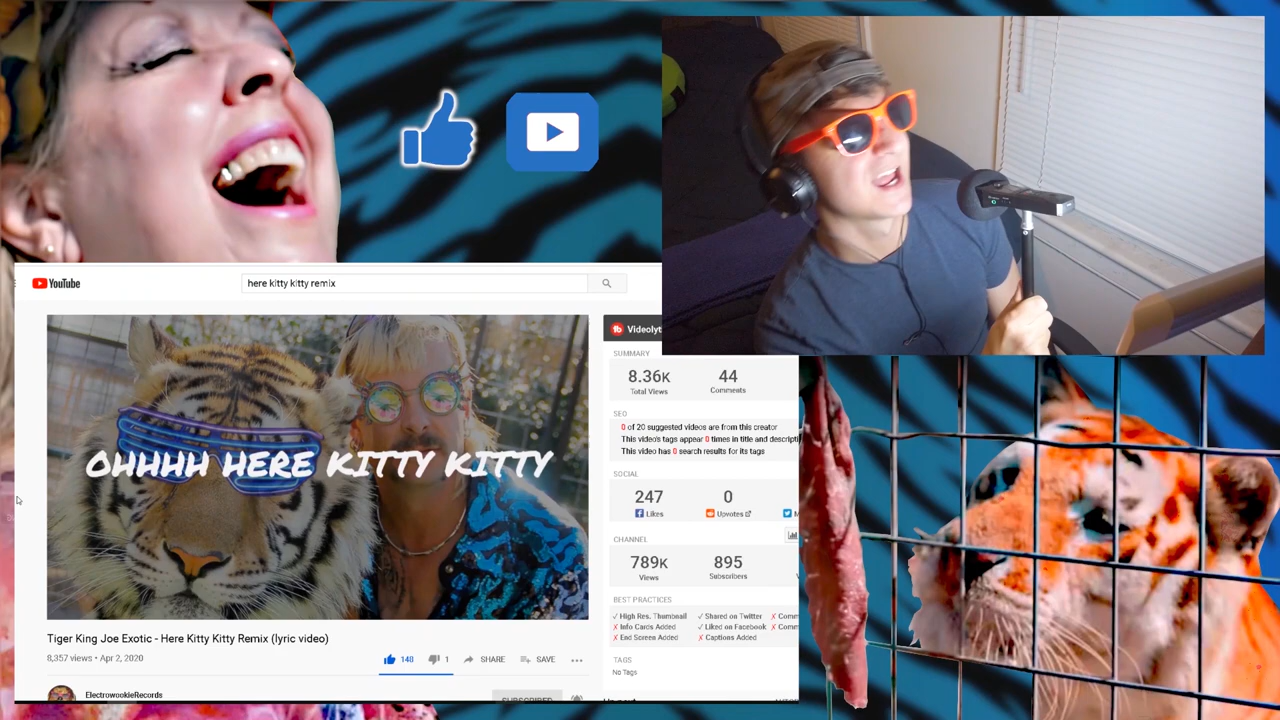 YouTube
here kitty kitty remix
OHHHH HERE KITTY KITTY
Tiger King Joe Exotic - Here Kitty Kitty Remix (lyric video)
8,357 views • Apr 2, 2020
148
1
SHARE
SAVE
ElectrowookieRecords
SUBSCRIBED
Videolyt
SUMMARY
8.36K
44
Total Views
Comments
SEO
0 of 20 suggested videos are from this creator
This video's tags appear 0 times in title and descripti
This video has 0 search results for its tags
SOCIAL
247
0
Likes
Upvotes
M
CHANNEL
789K
895
Views
Subscribers
V
BEST PRACTICES
✓ High Res. Thumbnail ✓ Shared on Twitter ✗ Comm
✗ Info Cards Added ✓ Liked on Facebook ✗ Comm
✗ End Screen Added ✗ Captions Added
TAGS
No Tags